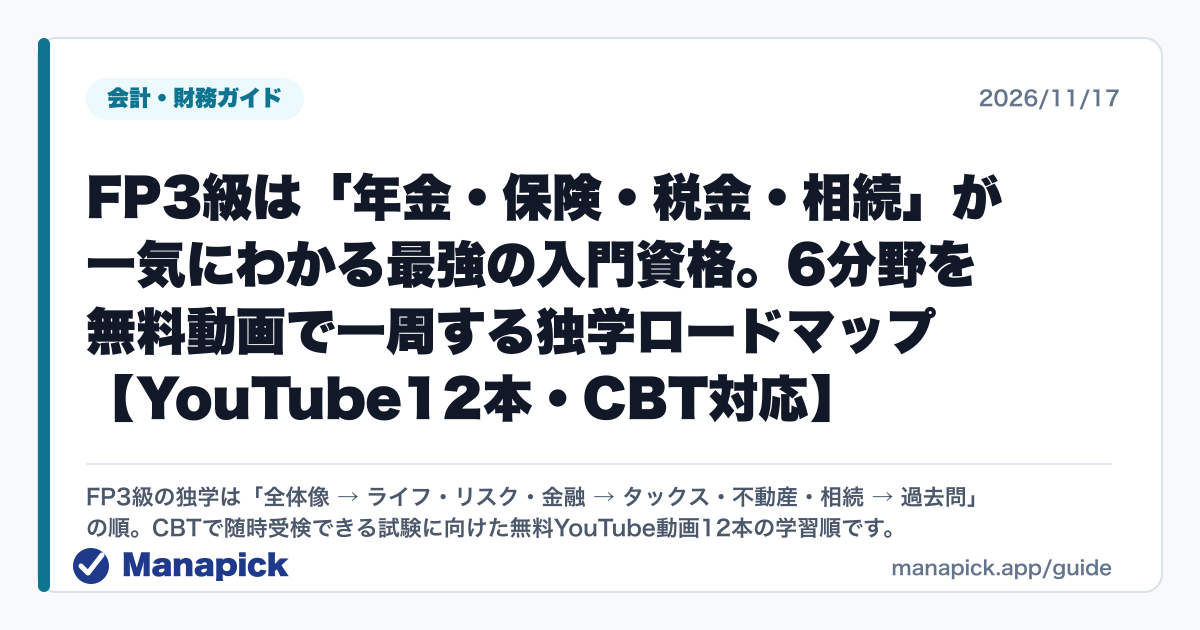 会計・財務ガイド
2026/11/17
FP3級は「年金・保険・税金・相続」が
一気にわかる最強の入門資格。6分野を
無料動画で一周する独学ロードマップ
【YouTube12本・CBT対応】
FP3級の独学は「全体像 → ライフ・リスク・金融 → タックス・不動産・相続 → 過去問」
の順。CBTで随時受検できる試験に向けた無料YouTube動画12本の学習順です。
Manapick
manapick.app/guide